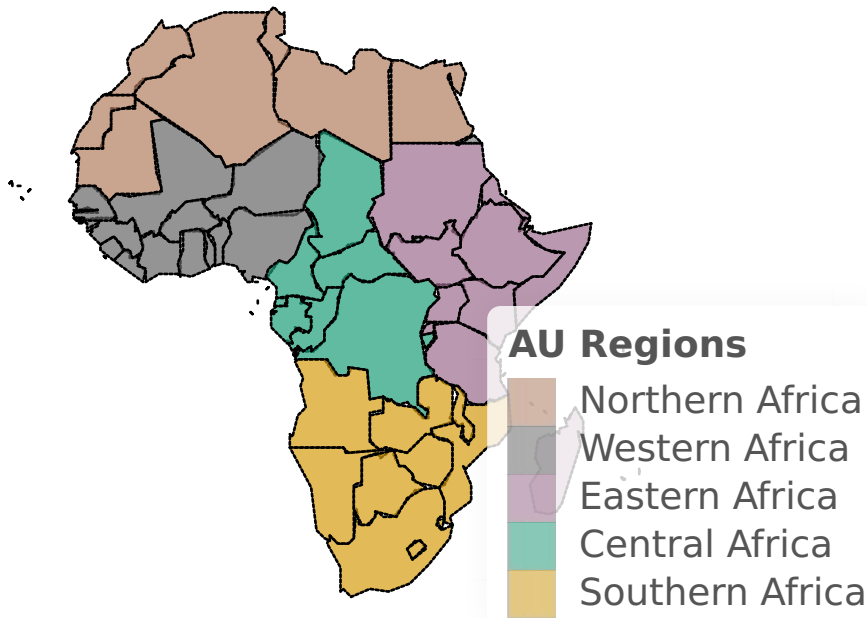 AU Regions
Northern Africa
Western Africa
Eastern Africa
Central Africa
Southern Africa